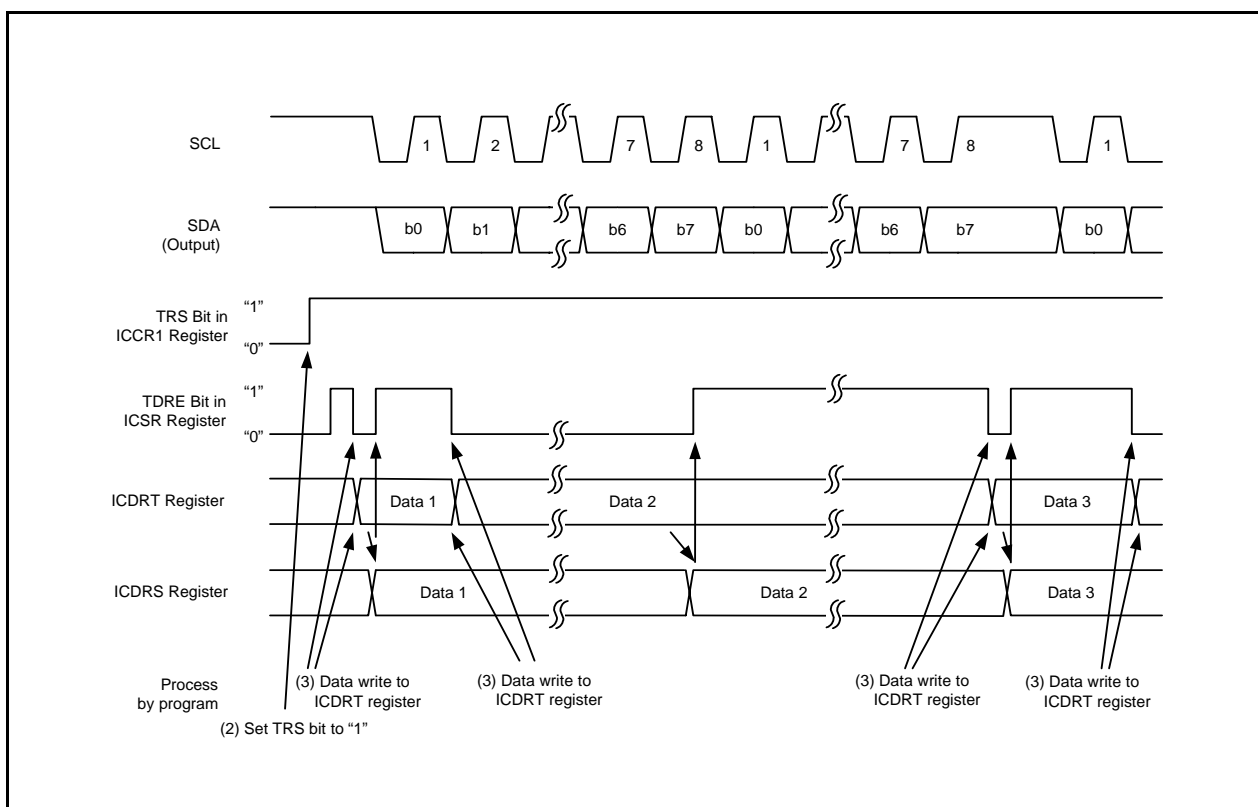 SCL
1
2
7
8
1
7
8
1
SDA
(Output)
b0
b1
b6
b7
b0
b6
b7
b0
TRS Bit in
ICCR1 Register
“1”
“0”
TDRE Bit in
ICSR Register
“1”
“0”
ICDRT Register
Data 1
Data 2
Data 3
ICDRS Register
Data 1
Data 2
Data 3
Process
by program
(3) Data write to
ICDRT register
(3) Data write to
ICDRT register
(3) Data write to
ICDRT register
(3) Data write to
ICDRT register
(2) Set TRS bit to “1”